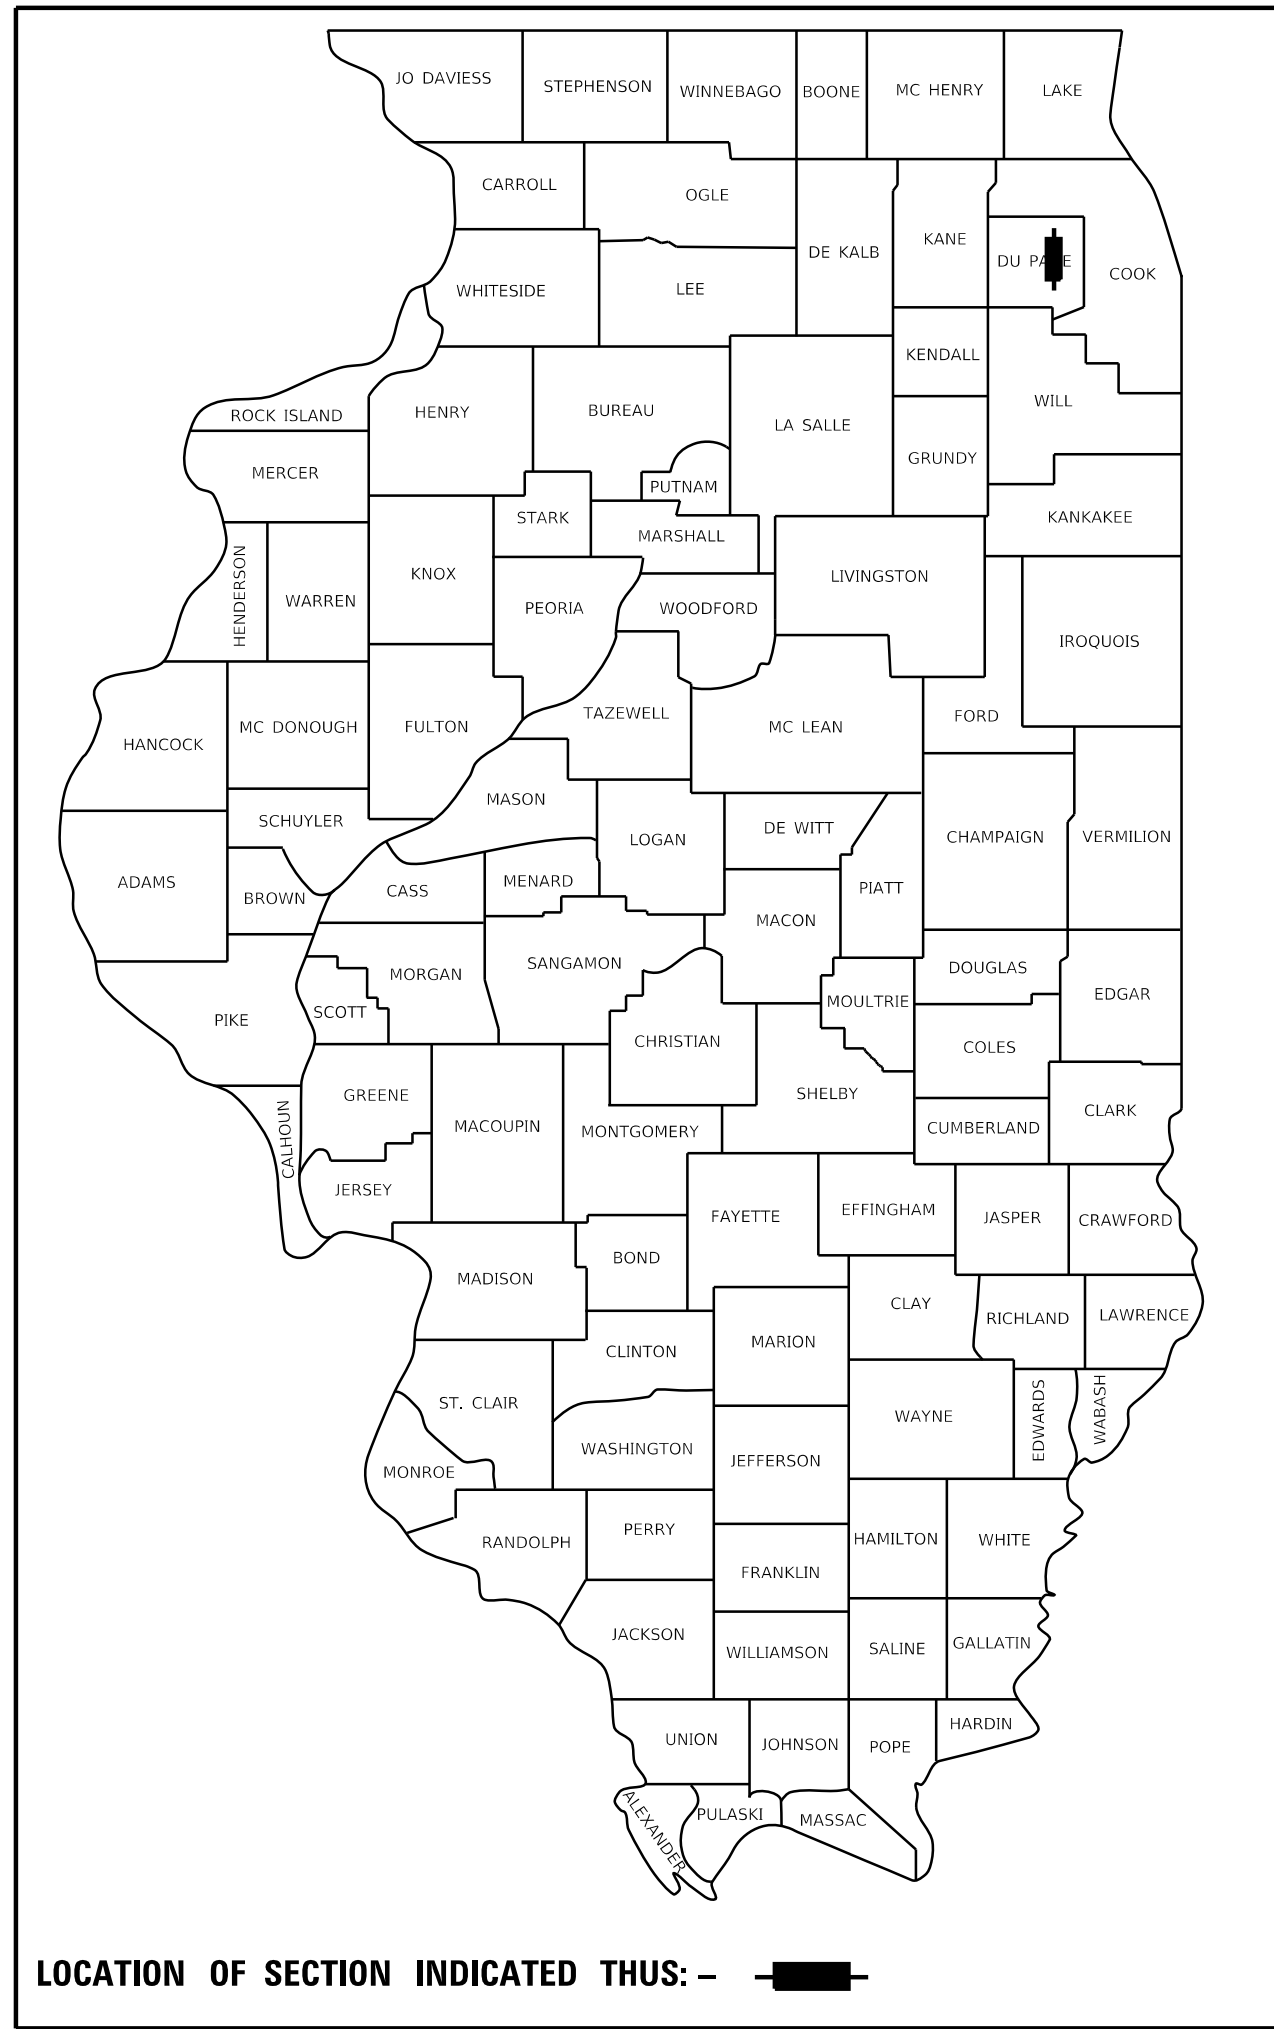 JO DAVIESS
STEPHENSON
WINNEBAGO
BOONE
MC HENRY
LAKE
CARROLL
OGLE
DE KALB
KANE
DU PAGE
COOK
WHITESIDE
LEE
KENDALL
ROCK ISLAND
HENRY
BUREAU
LA SALLE
WILL
GRUNDY
MERCER
PUTNAM
STARK
MARSHALL
KANKAKEE
HENDERSON
WARREN
KNOX
PEORIA
WOODFORD
LIVINGSTON
IROQUOIS
HANCOCK
MC DONOUGH
FULTON
TAZEWELL
MC LEAN
FORD
MASON
SCHUYLER
LOGAN
DE WITT
CHAMPAIGN
VERMILION
ADAMS
BROWN
CASS
MENARD
MACON
PIATT
MORGAN
SANGAMON
DOUGLAS
EDGAR
PIKE
SCOTT
CHRISTIAN
MOULTRIE
COLES
GREENE
CALHOUN
MACOUPIN
MONTGOMERY
SHELBY
CUMBERLAND
CLARK
JERSEY
FAYETTE
EFFINGHAM
JASPER
CRAWFORD
MADISON
BOND
CLAY
RICHLAND
LAWRENCE
CLINTON
MARION
ST. CLAIR
WAYNE
EDWARDS
WABASH
WASHINGTON
JEFFERSON
MONROE
RANDOLPH
PERRY
HAMILTON
WHITE
FRANKLIN
JACKSON
WILLIAMSON
SALINE
GALLATIN
UNION
JOHNSON
POPE
HARDIN
ALEXANDER
PULASKI
MASSAC
LOCATION OF SECTION INDICATED THUS: –